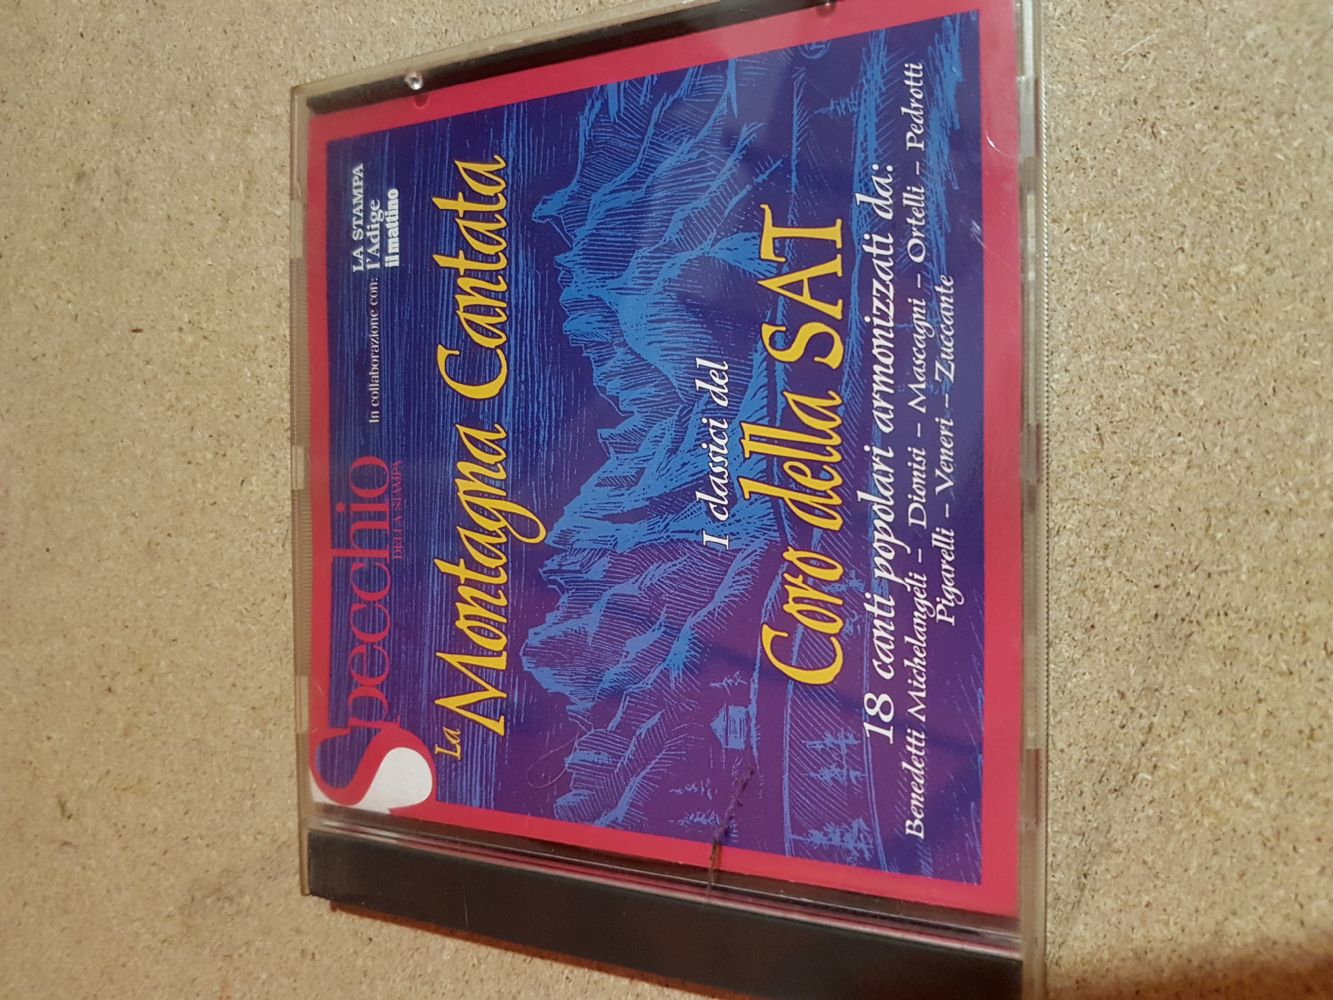 Specchio
DELLA STAMPA
In collaborazione con:
LA STAMPA
l'Adige
il mattino
La
Montagna Cantata
I classici del
Coro della SAT
18 canti popolari armonizzati da:
Benedetti Michelangeli – Dionisi – Mascagni – Ortelli – Pedrotti
Pigarelli – Veneri – Zuccante